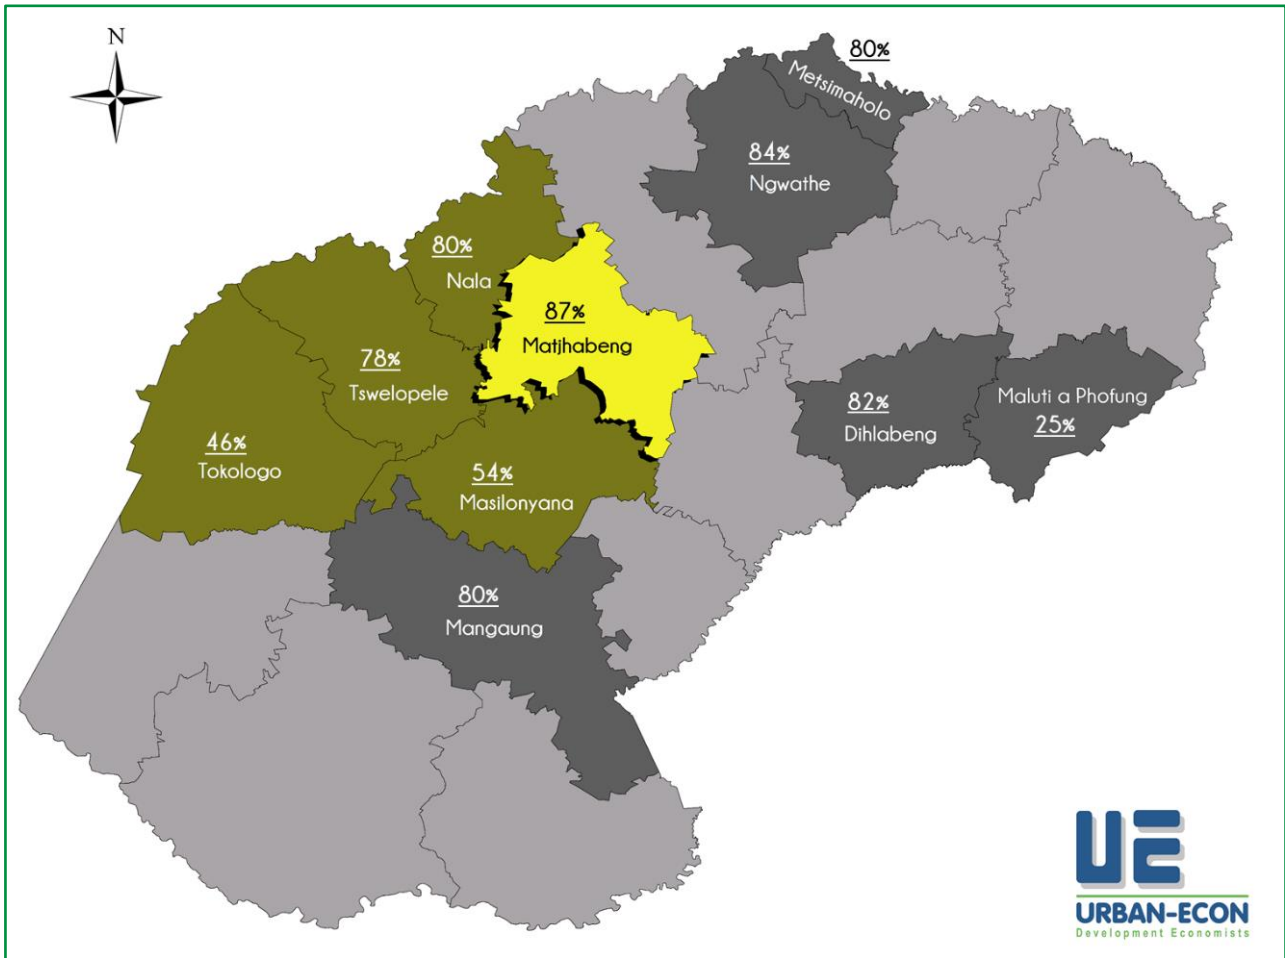 N
80%
Metsimaholo
84%
Ngwathe
80%
Nala
87%
Matjhabeng
78%
Tswelopele
Maluti a Phofung
25%
82%
Dihlabeng
46%
Tokologo
54%
Masilonyana
80%
Mangaung
UE
URBAN-ECON
Development Economists